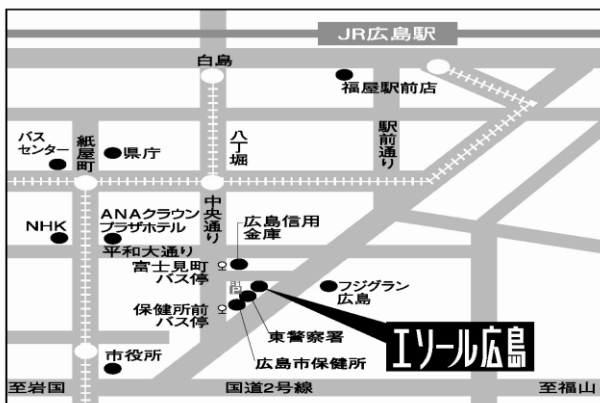 JR広島駅
白島
福屋駅前店
バス
センター
紙屋町
県庁
八丁堀
駅前通り
NHK
ANAクラウン
プラザホテル
中央通り
広島信用
金庫
平和大通り
富士見町
バス停
フジグラン
広島
保健所前
バス停
東警察署
エソール広島
広島市保健所
市役所
至岩国
国道2号線
至福山